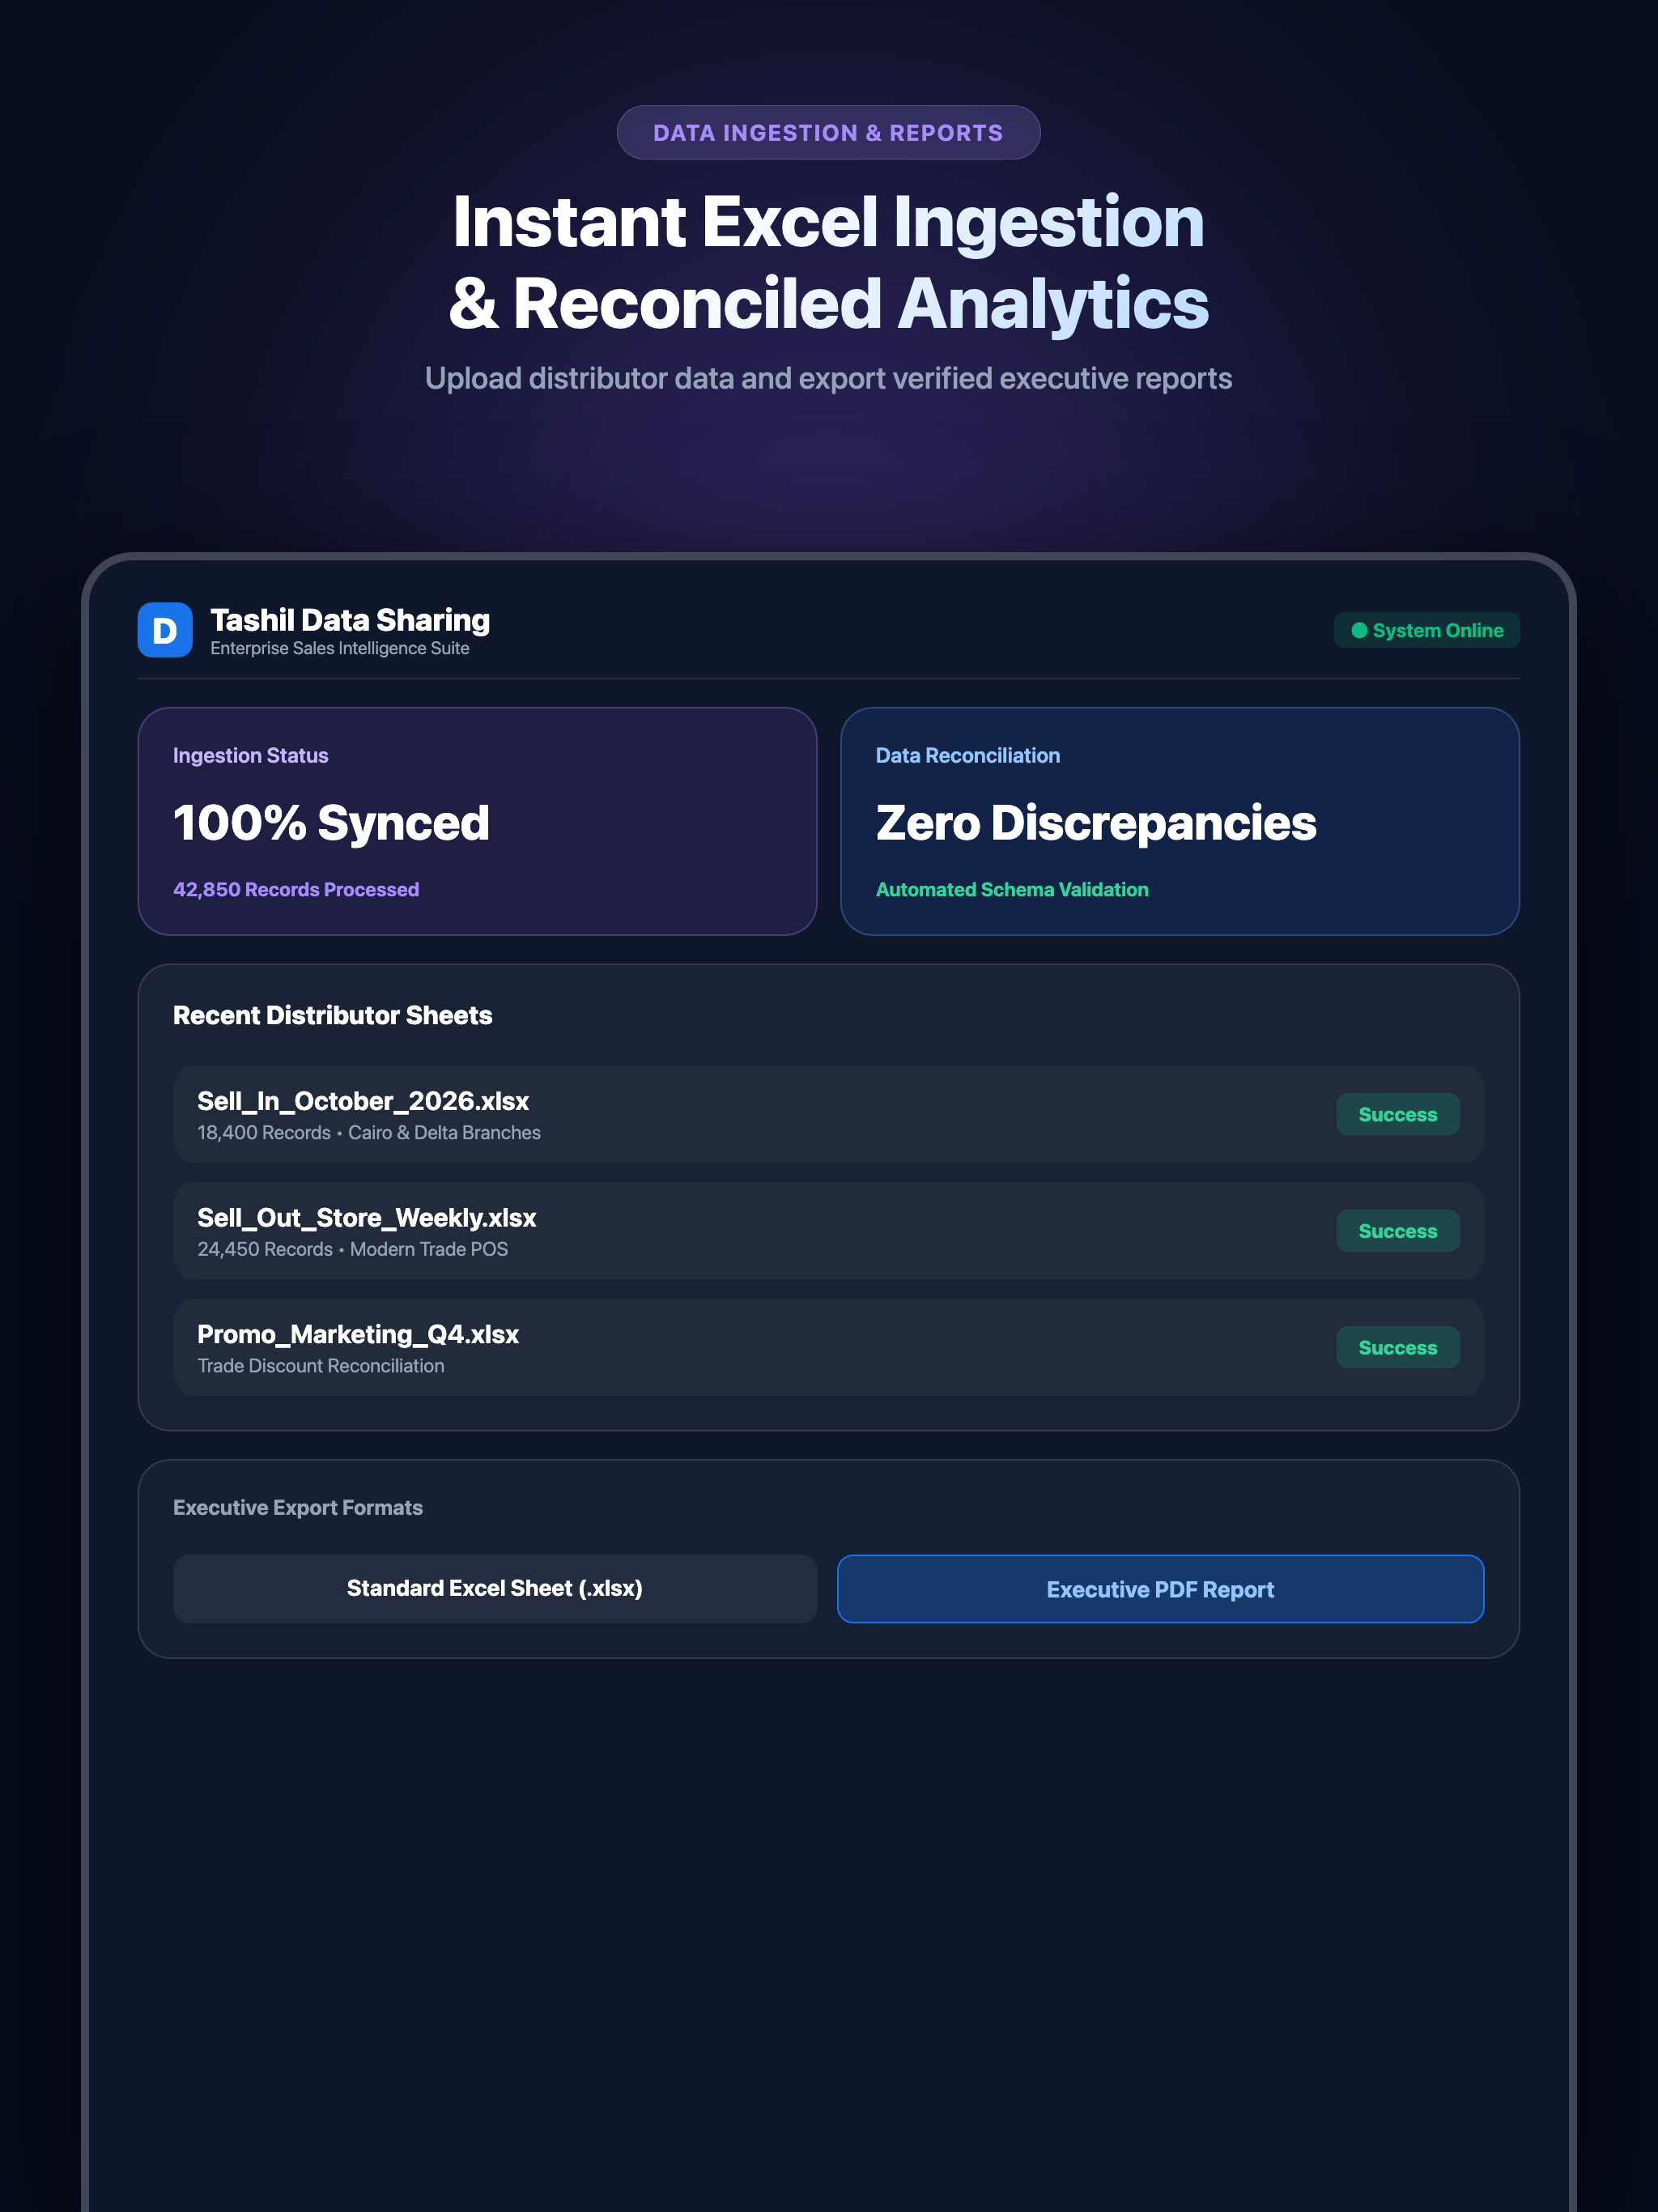 DATA INGESTION & REPORTS
Instant Excel Ingestion
& Reconciled Analytics
Upload distributor data and export verified executive reports
D
Tashil Data Sharing
Enterprise Sales Intelligence Suite
System Online
Ingestion Status
100% Synced
42,850 Records Processed
Data Reconciliation
Zero Discrepancies
Automated Schema Validation
Recent Distributor Sheets
Sell_In_October_2026.xlsx
18,400 Records • Cairo & Delta Branches
Success
Sell_Out_Store_Weekly.xlsx
24,450 Records • Modern Trade POS
Success
Promo_Marketing_Q4.xlsx
Trade Discount Reconciliation
Success
Executive Export Formats
Standard Excel Sheet (.xlsx)
Executive PDF Report